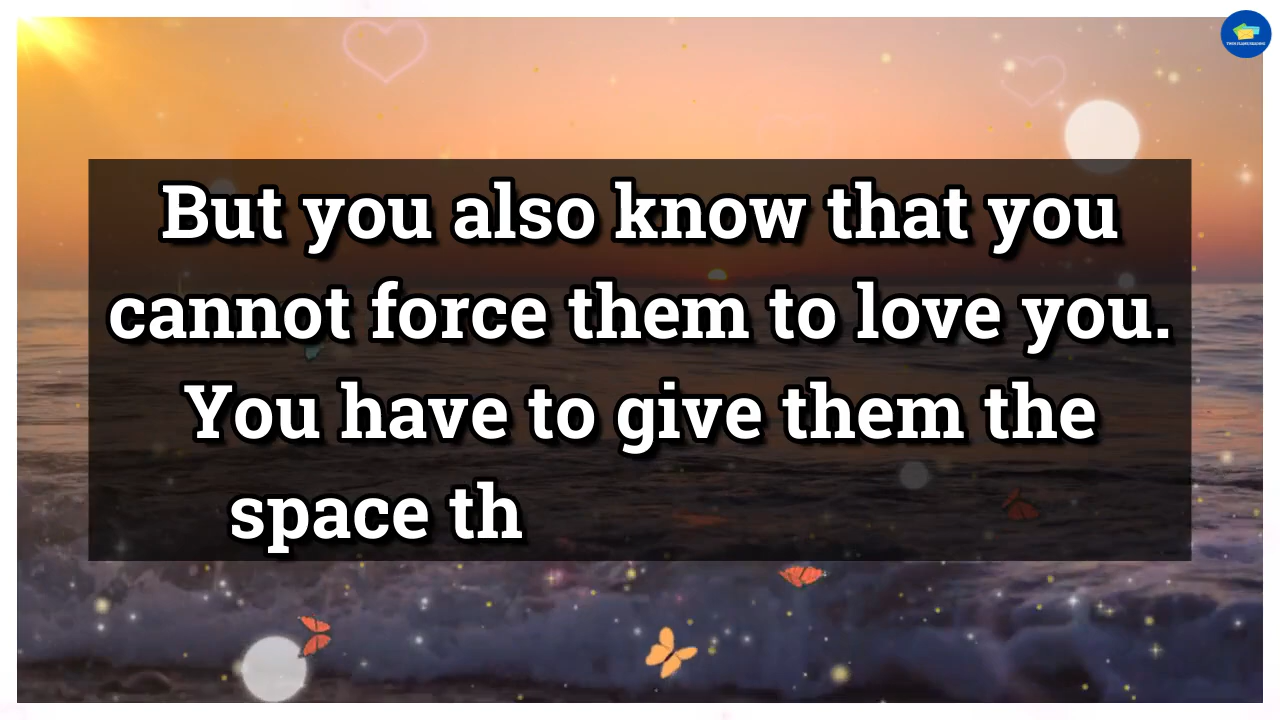 But you also know that you
cannot force them to love you.
You have to give them the
space th